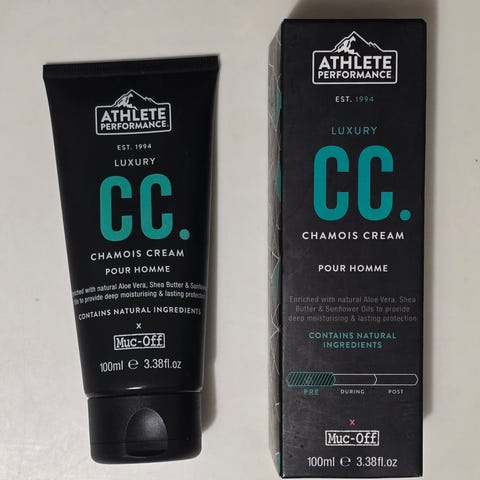 ATHLETE
PERFORMANCE
EST. 1994
LUXURY
CC.
CHAMOIS CREAM
POUR HOMME
Enriched with natural Aloe Vera, Shea Butter & Sunflower
Oils to provide deep moisturising & lasting protection
CONTAINS NATURAL INGREDIENTS
x
Muc-Off
100ml e 3.38fl.oz
ATHLETE
PERFORMANCE
EST. 1994
LUXURY
CC.
CHAMOIS CREAM
POUR HOMME
Enriched with natural Aloe Vera, Shea
Butter & Sunflower Oils to provide
deep moisturising & lasting protection
CONTAINS NATURAL
INGREDIENTS
PRE DURING POST
x
Muc-Off
100ml e 3.38fl.oz